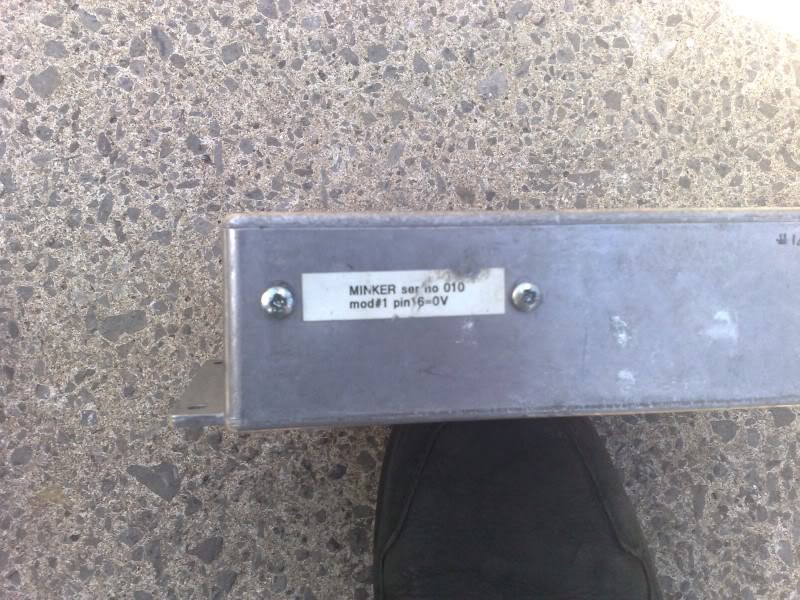 MINKER ser no 010
mod#1 pin16=0V